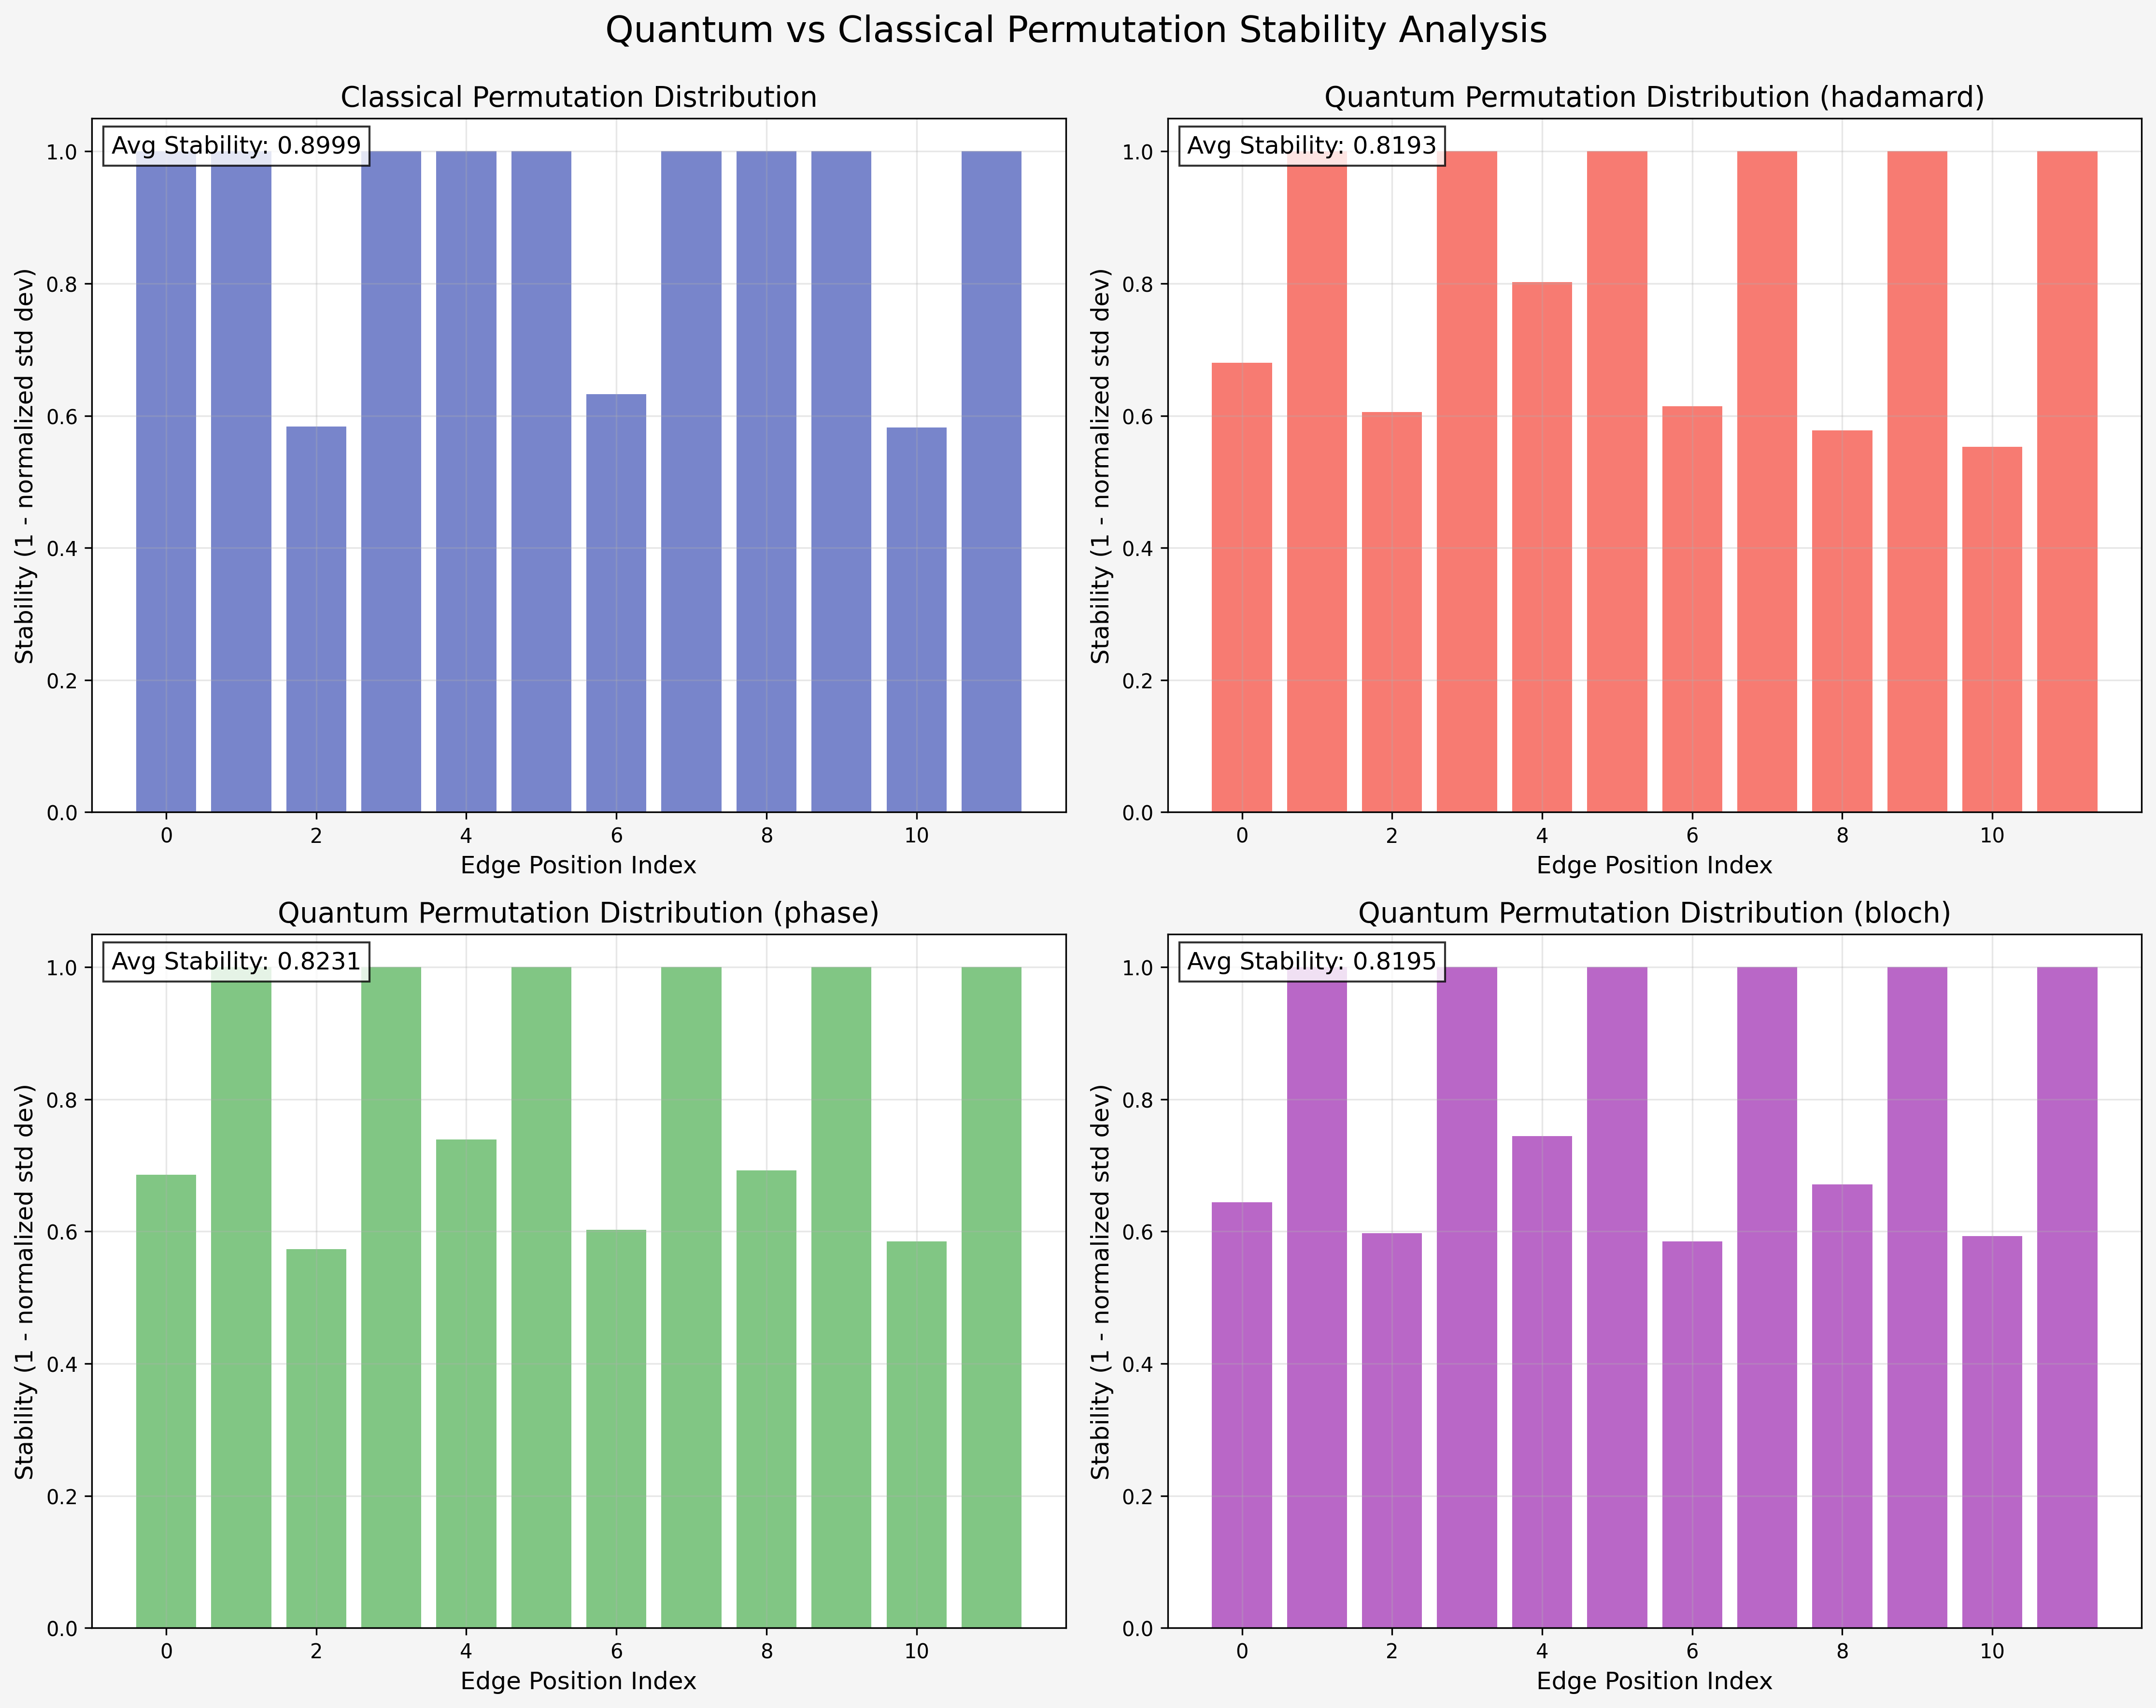 Quantum vs Classical Permutation Stability Analysis
Classical Permutation Distribution
Avg Stability: 0.8999
1.0
0.8
0.6
0.4
0.2
0.0
Stability (1 - normalized std dev)
0 2 4 6 8 10
Edge Position Index
Quantum Permutation Distribution (hadamard)
Avg Stability: 0.8193
1.0
0.8
0.6
0.4
0.2
0.0
Stability (1 - normalized std dev)
0 2 4 6 8 10
Edge Position Index
Quantum Permutation Distribution (phase)
Avg Stability: 0.8231
1.0
0.8
0.6
0.4
0.2
0.0
Stability (1 - normalized std dev)
0 2 4 6 8 10
Edge Position Index
Quantum Permutation Distribution (bloch)
Avg Stability: 0.8195
1.0
0.8
0.6
0.4
0.2
0.0
Stability (1 - normalized std dev)
0 2 4 6 8 10
Edge Position Index